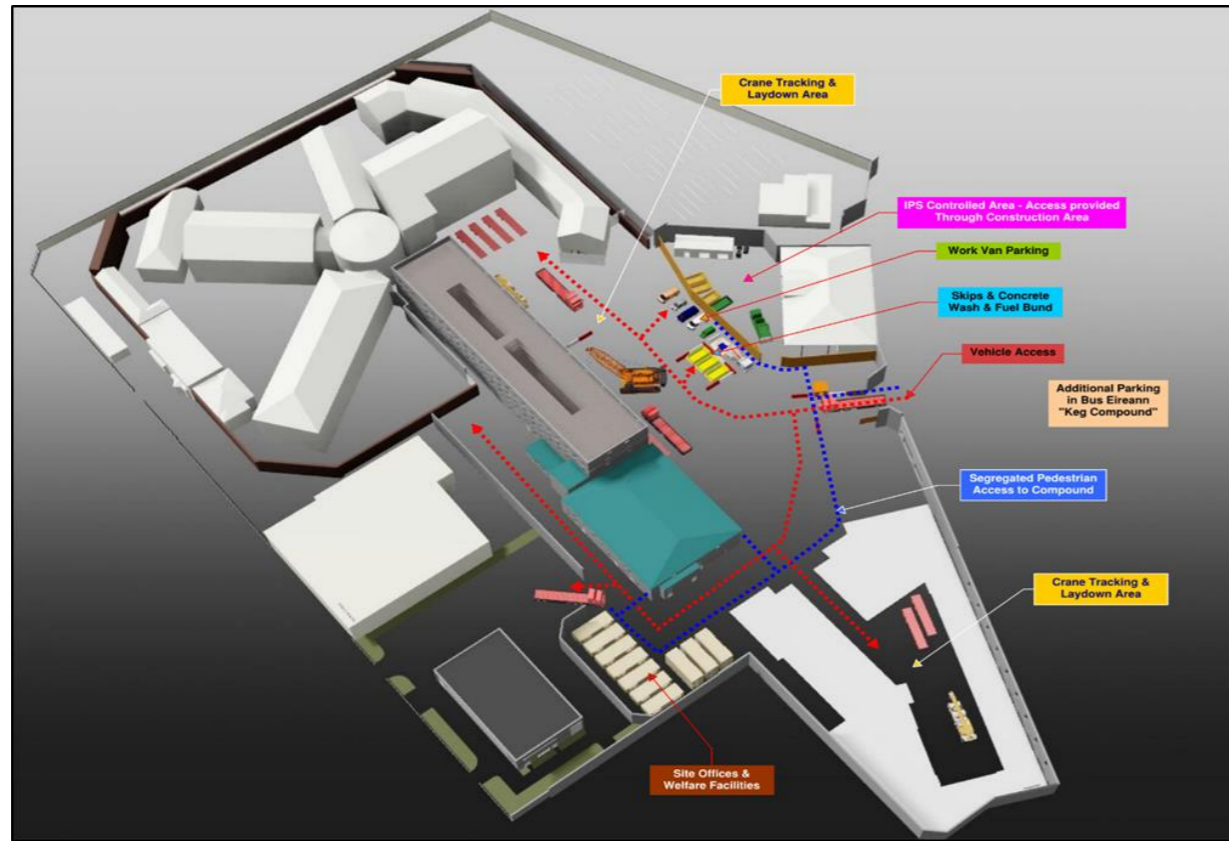 Crane Tracking &
Laydown Area
IPS Controlled Area - Access provided
Through Construction Area
Work Van Parking
Skips & Concrete
Wash & Fuel Bund
Vehicle Access
Additional Parking
in Bus Eireann
"Keg Compound"
Segregated Pedestrian
Access to Compound
Crane Tracking &
Laydown Area
Site Offices &
Welfare Facilities